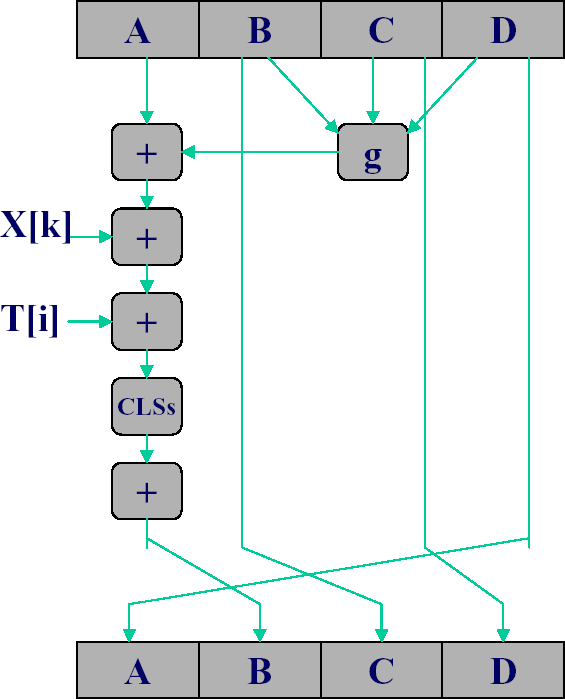 A B C D
+ g
X[k] +
T[i] +
CLSs
+
A B C D